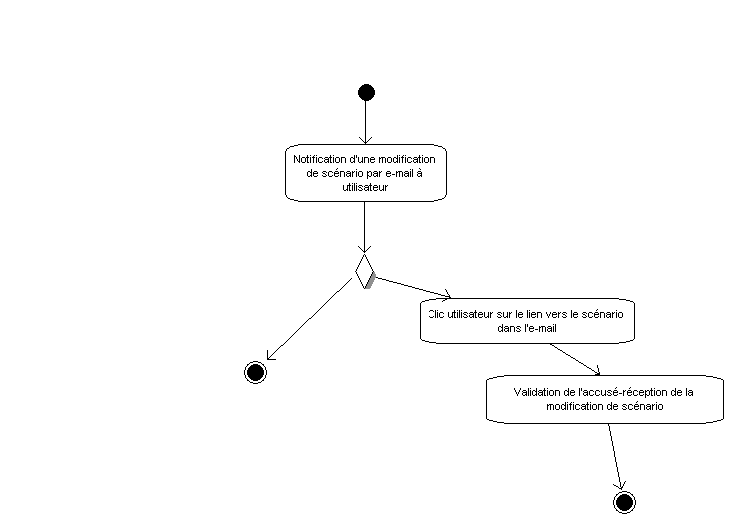 Notification d'une modification
de scénario par e-mail à
utilisateur
Clic utilisateur sur le lien vers le scénario
dans l'e-mail
Validation de l'accusé-réception de la
modification de scénario